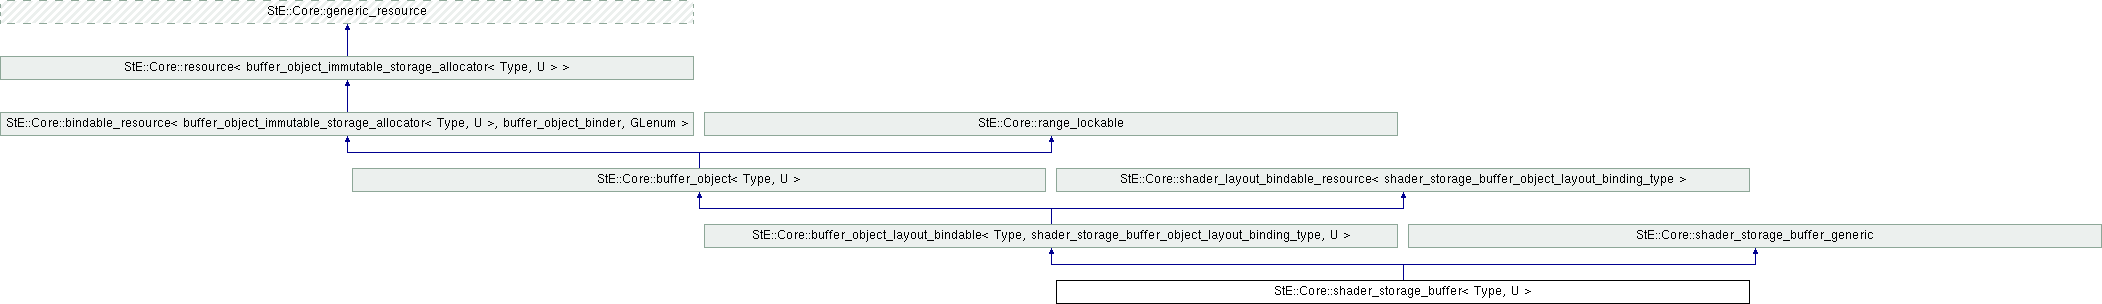 StE::Core::generic_resource
StE::Core::resource< buffer_object_immutable_storage_allocator< Type, U > >
StE::Core::bindable_resource< buffer_object_immutable_storage_allocator< Type, U >, buffer_object_binder, GLenum >
StE::Core::range_lockable
StE::Core::buffer_object< Type, U >
StE::Core::shader_layout_bindable_resource< shader_storage_buffer_object_layout_binding_type >
StE::Core::buffer_object_layout_bindable< Type, shader_storage_buffer_object_layout_binding_type, U >
StE::Core::shader_storage_buffer_generic
StE::Core::shader_storage_buffer< Type, U >